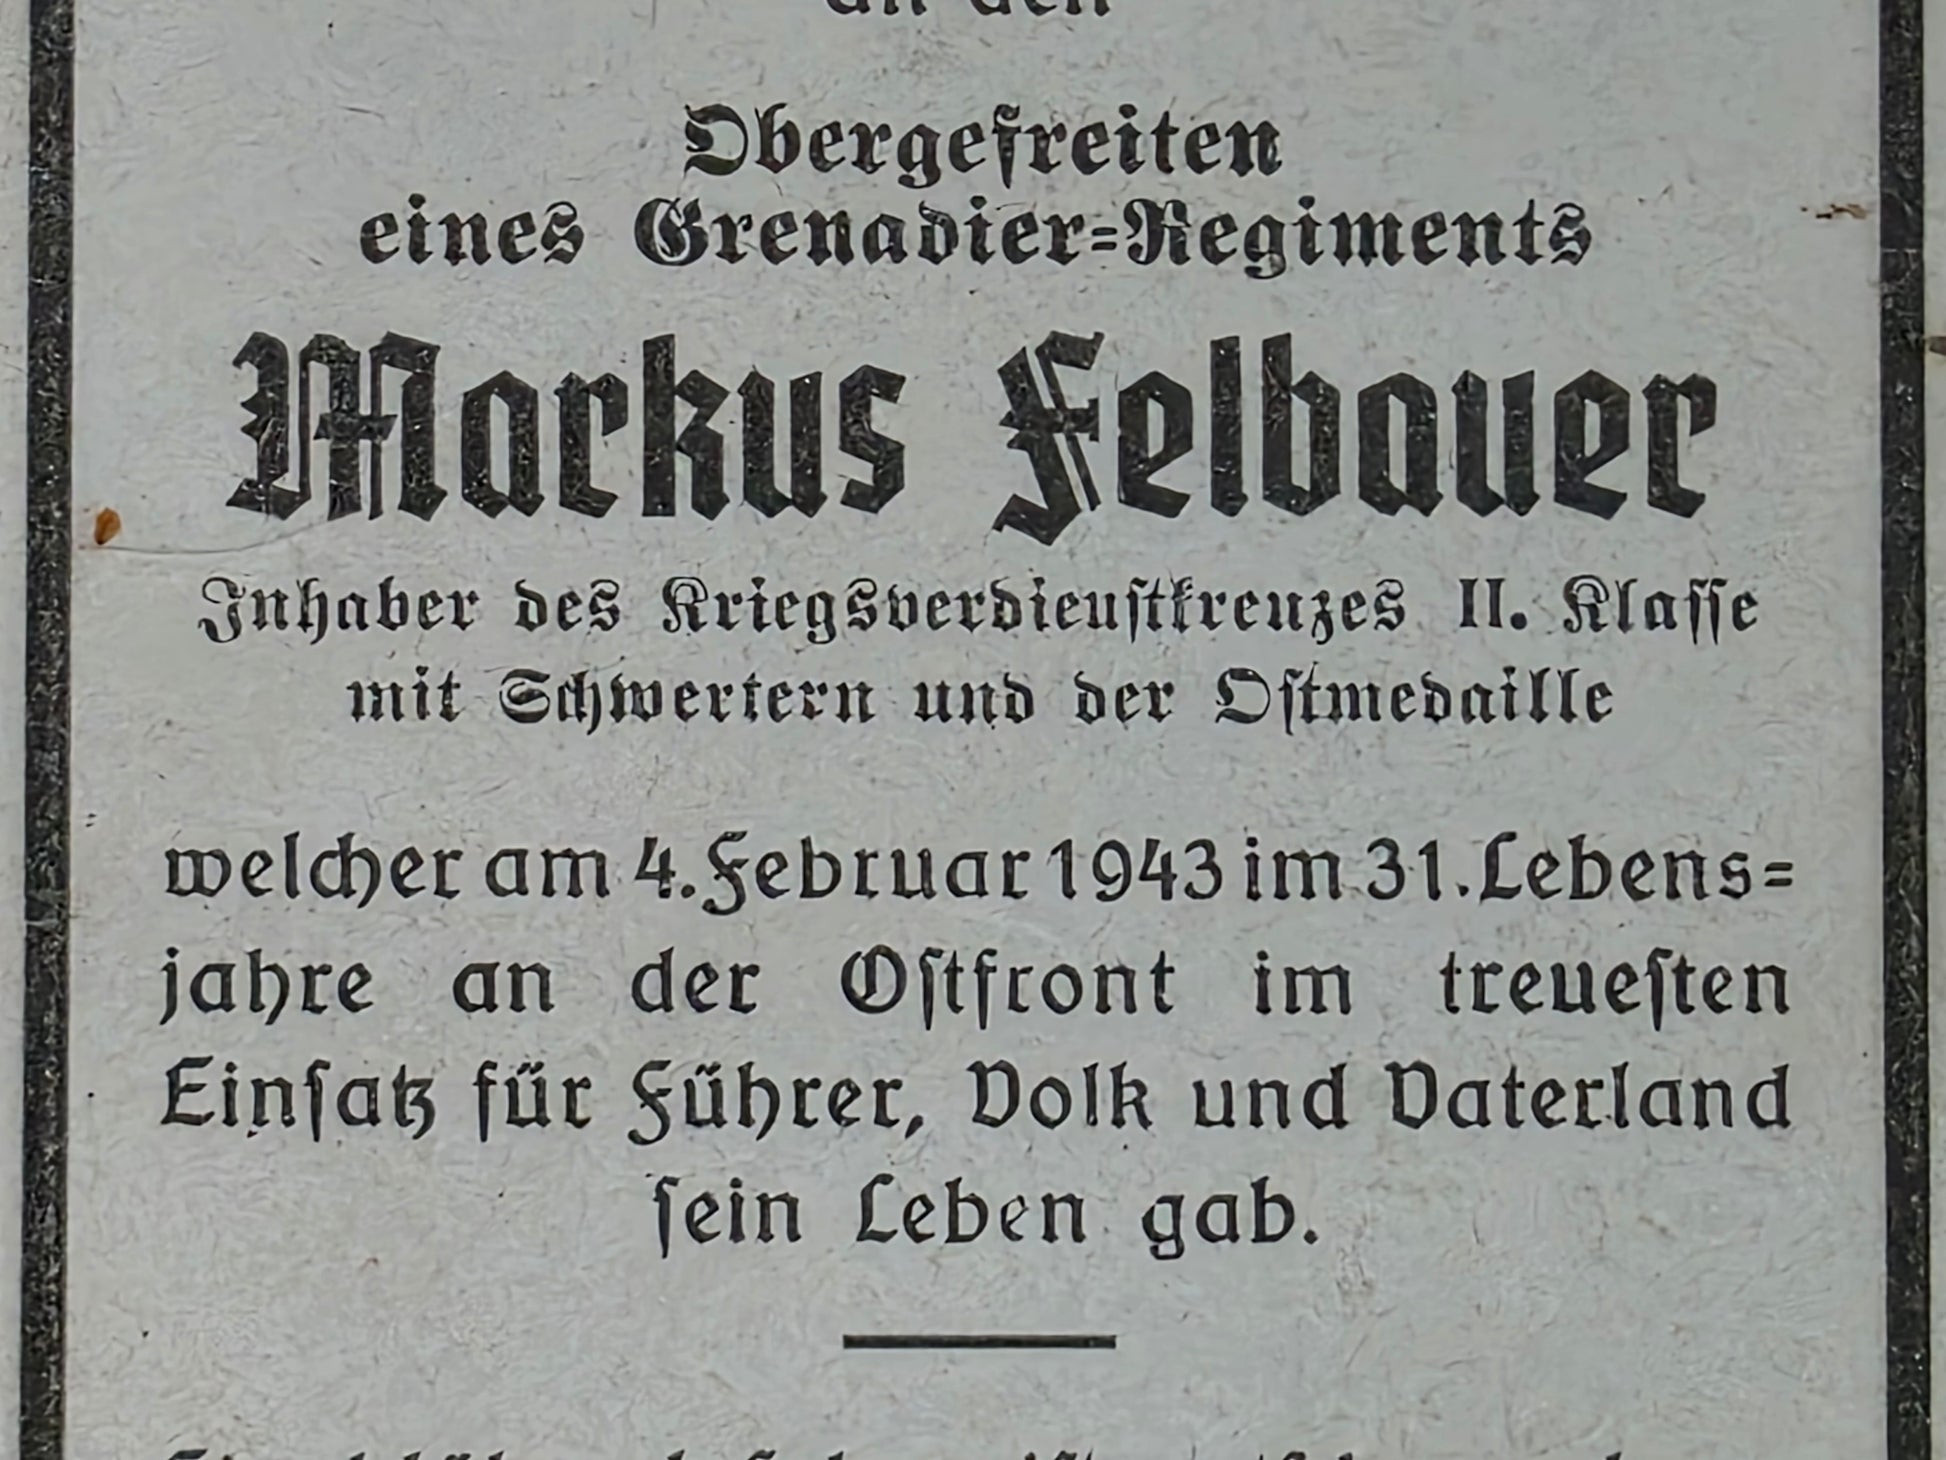 an den
Obergefreiten
eines Grenadier=Regiments
Markus Felbauer
Inhaber des Kriegsverdienstkreuzes II. Klasse
mit Schwertern und der Ostmedaille
welcher am 4. Februar 1943 im 31. Lebens=
jahre an der Ostfront im treuesten
Einsatz für Führer, Volk und Vaterland
sein Leben gab.